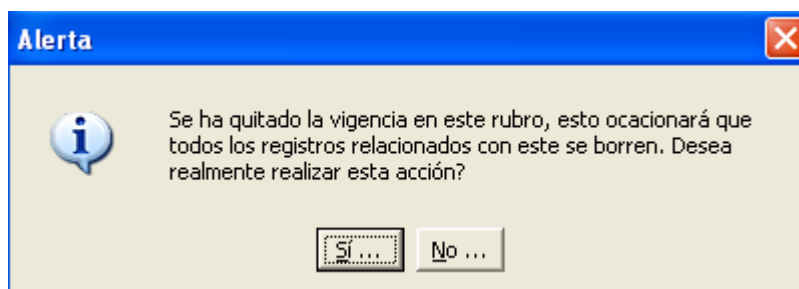 Alerta
Se ha quitado la vigencia en este rubro, esto ocacionará que
todos los registros relacionados con este se borren. Desea
realmente realizar esta acción?
Sí ... No ...